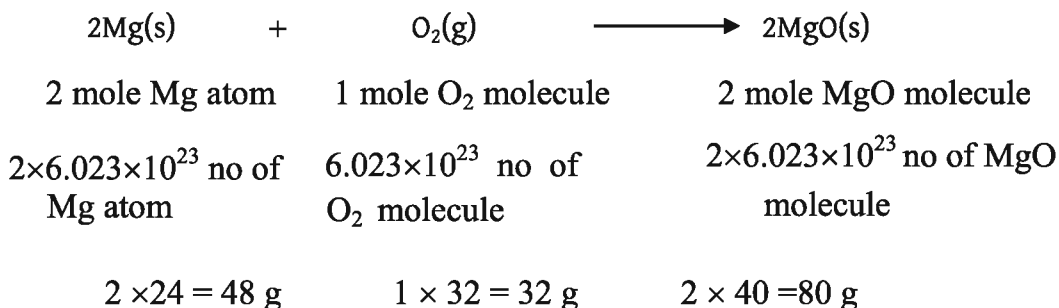 2Mg(s) + O₂(g) ⟶ 2MgO(s)
2 mole Mg atom 1 mole O₂ molecule 2 mole MgO molecule
2×6.023×10²³ no of 6.023×10²³ no of 2×6.023×10²³ no of MgO
Mg atom O₂ molecule molecule
2 ×24 = 48 g 1 × 32 = 32 g 2 × 40 =80 g